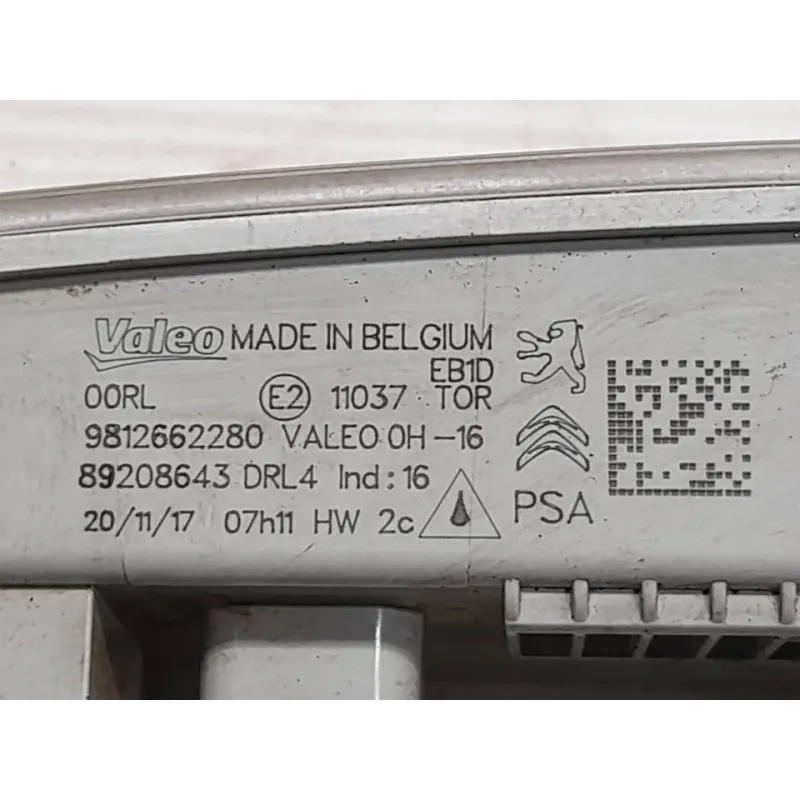 Valeo MADE IN BELGIUM
EB1D
00RL E2 11037 TOR
9812662280 VALEO 0H-16
89208643 DRL4 Ind:16
20/11/17 07h11 HW 2c
PSA